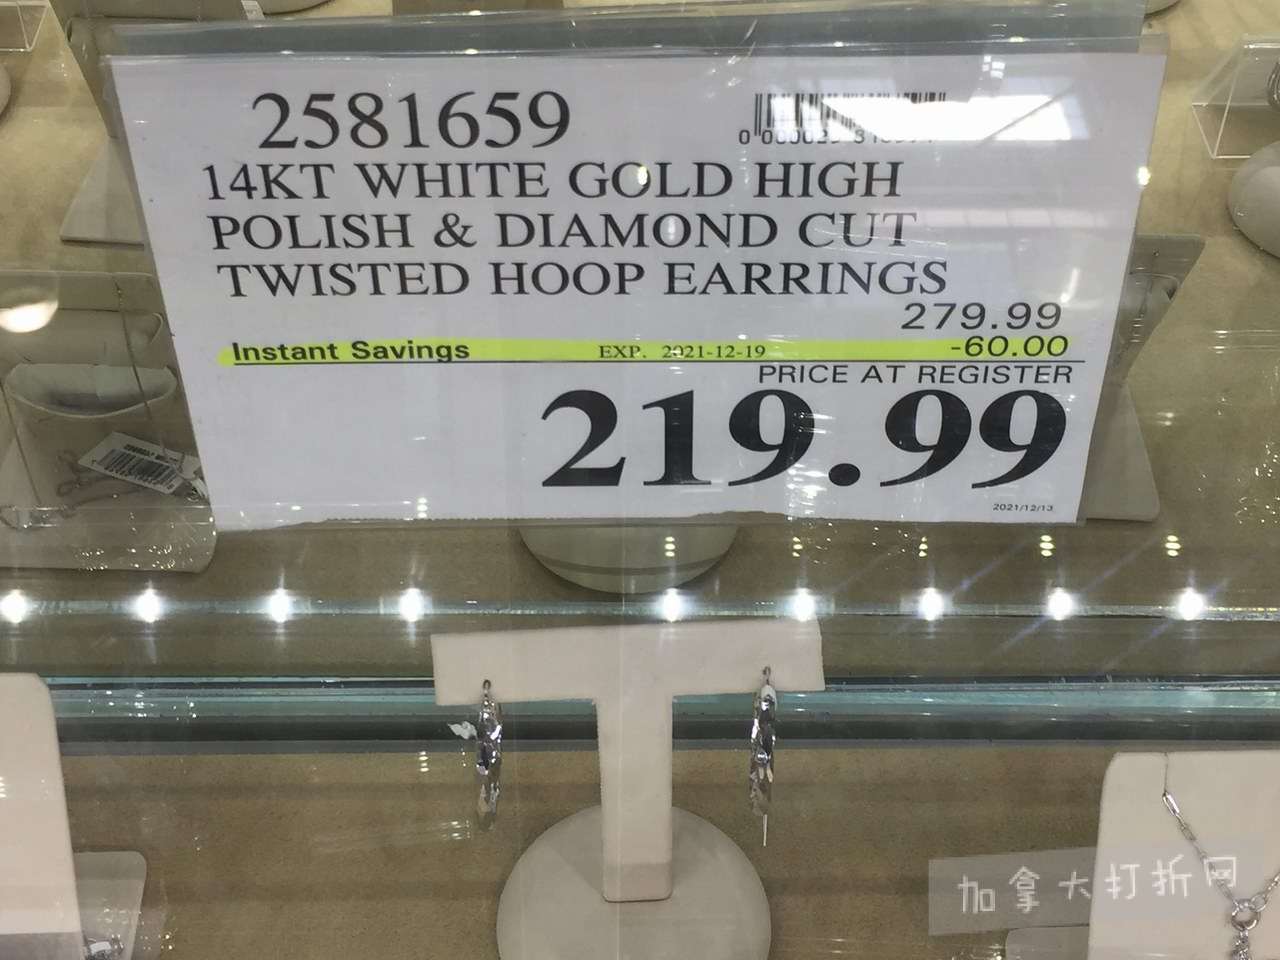 2581659
14KT WHITE GOLD HIGH
POLISH & DIAMOND CUT
TWISTED HOOP EARRINGS
279.99
Instant Savings EXP. 2021-12-19 -60.00
PRICE AT REGISTER
219.99
2021/12/13
加拿大打折网